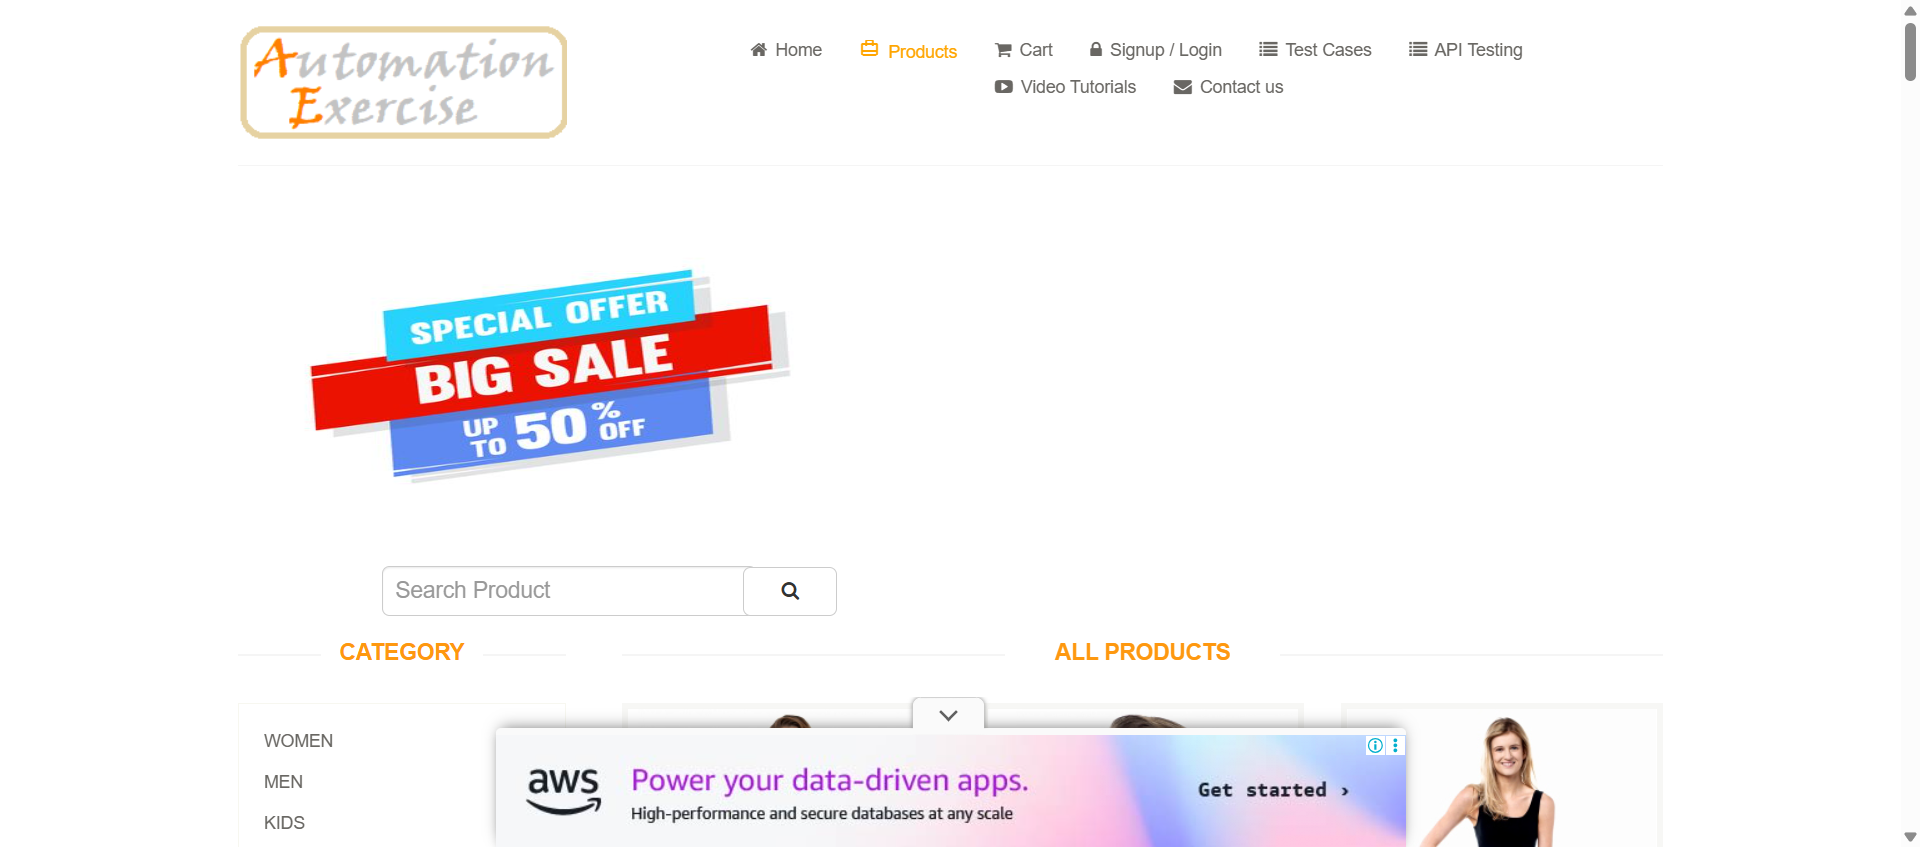 Automation
Exercise
Home
Products
Cart
Signup / Login
Test Cases
API Testing
Video Tutorials
Contact us
SPECIAL OFFER
BIG SALE
UP TO 50% OFF
Search Product
CATEGORY
ALL PRODUCTS
WOMEN
MEN
KIDS
aws
Power your data-driven apps.
High-performance and secure databases at any scale
Get started ›